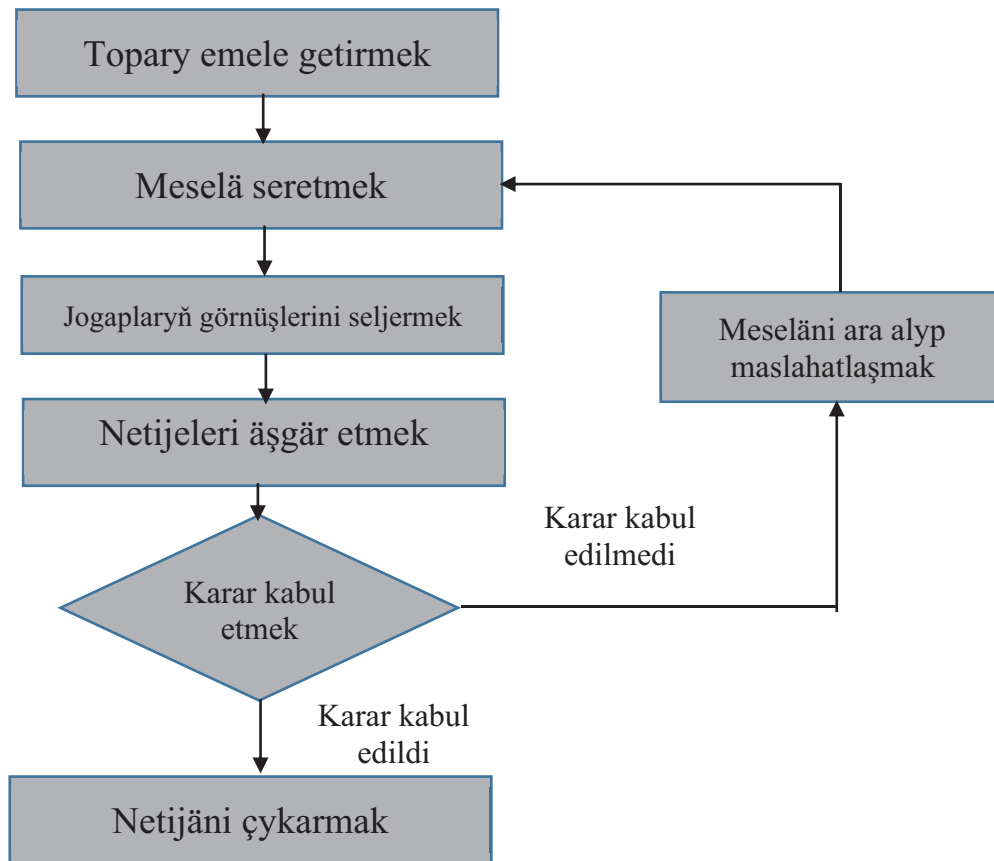 Topary emele getirmek
Meselä seretmek
Jogaplaryň görnüşlerini seljermek
Meseläni ara alyp
maslahatlaşmak
Netijeleri äşgär etmek
Karar kabul
edilmedi
Karar kabul
etmek
Karar kabul
edildi
Netijäni çykarmak